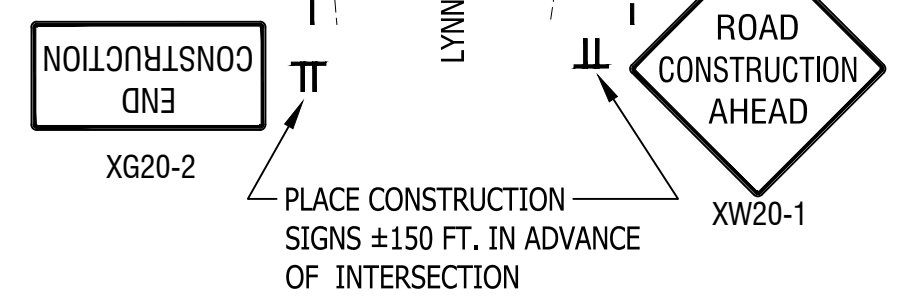 END
CONSTRUCTION
XG20-2
LYNN
ROAD
CONSTRUCTION
AHEAD
XW20-1
PLACE CONSTRUCTION
SIGNS ±150 FT. IN ADVANCE
OF INTERSECTION